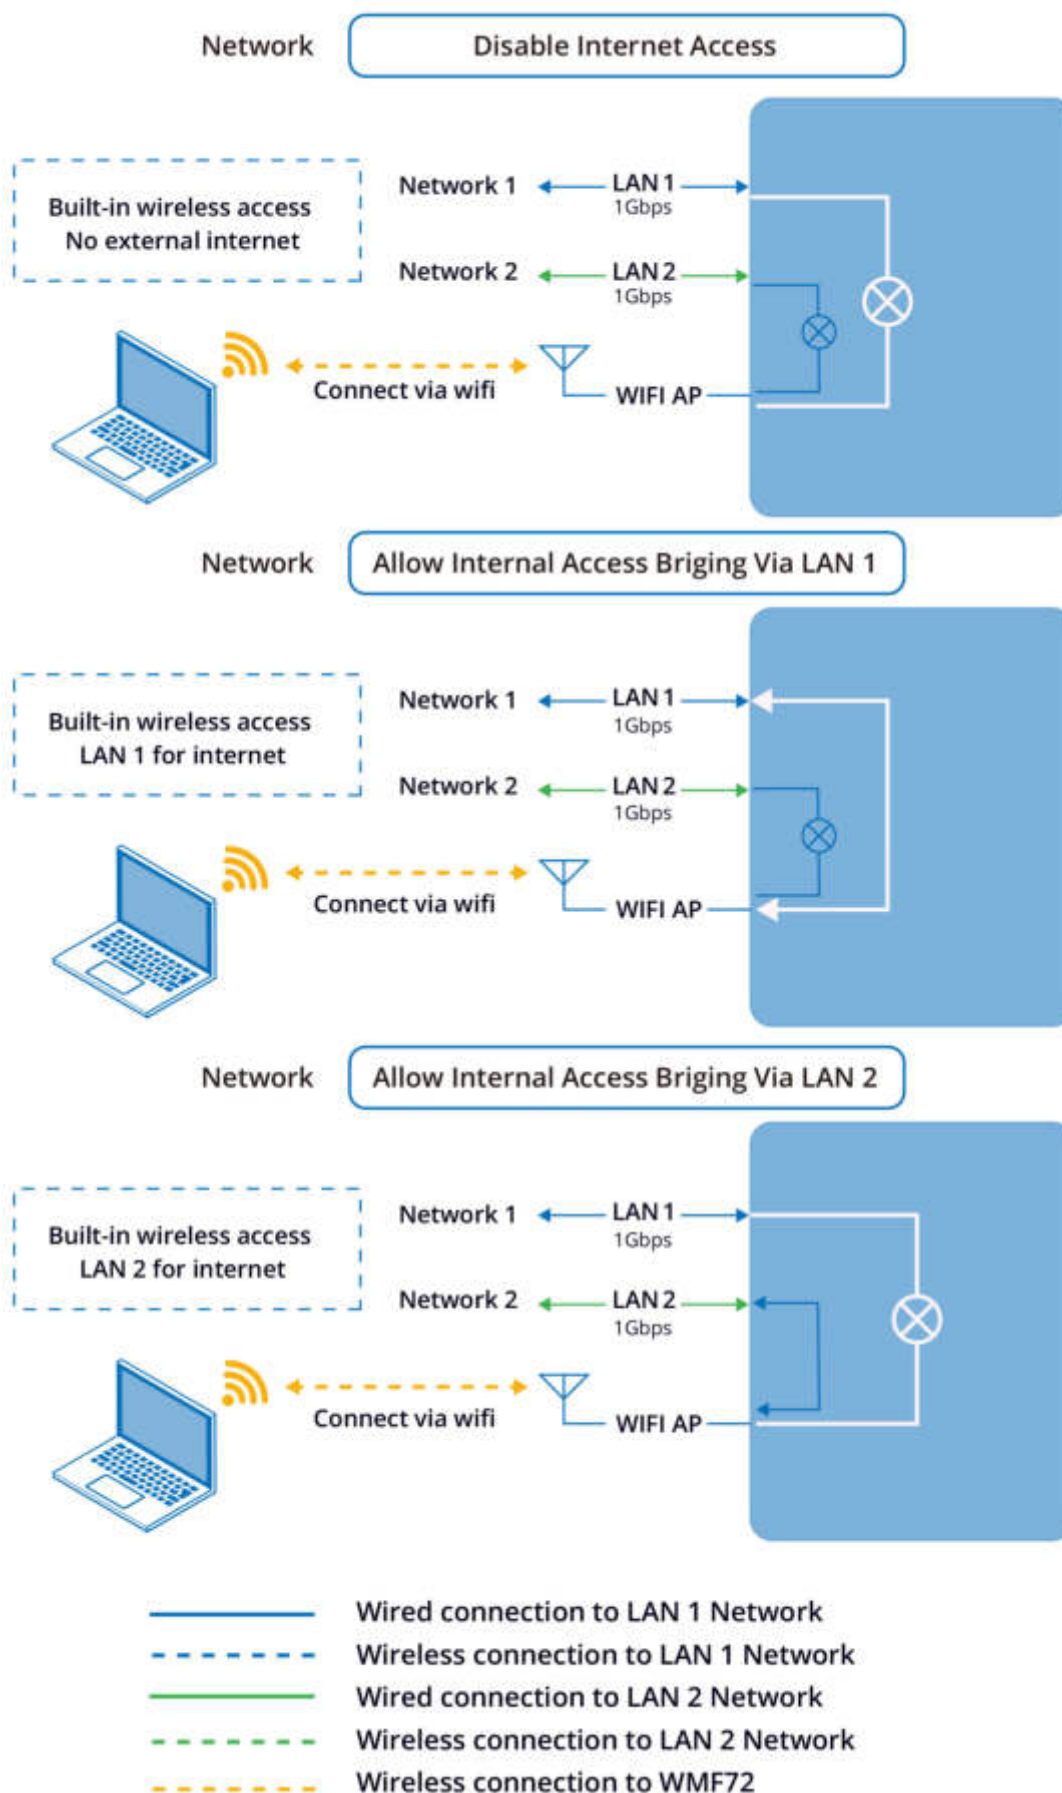 Network
Disable Internet Access
Built-in wireless access
No external internet
Network 1
LAN 1
1Gbps
Network 2
LAN 2
1Gbps
Connect via wifi
WIFI AP
Network
Allow Internal Access Briging Via LAN 1
Built-in wireless access
LAN 1 for internet
Network 1
LAN 1
1Gbps
Network 2
LAN 2
1Gbps
Connect via wifi
WIFI AP
Network
Allow Internal Access Briging Via LAN 2
Built-in wireless access
LAN 2 for internet
Network 1
LAN 1
1Gbps
Network 2
LAN 2
1Gbps
Connect via wifi
WIFI AP
Wired connection to LAN 1 Network
Wireless connection to LAN 1 Network
Wired connection to LAN 2 Network
Wireless connection to LAN 2 Network
Wireless connection to WMF72